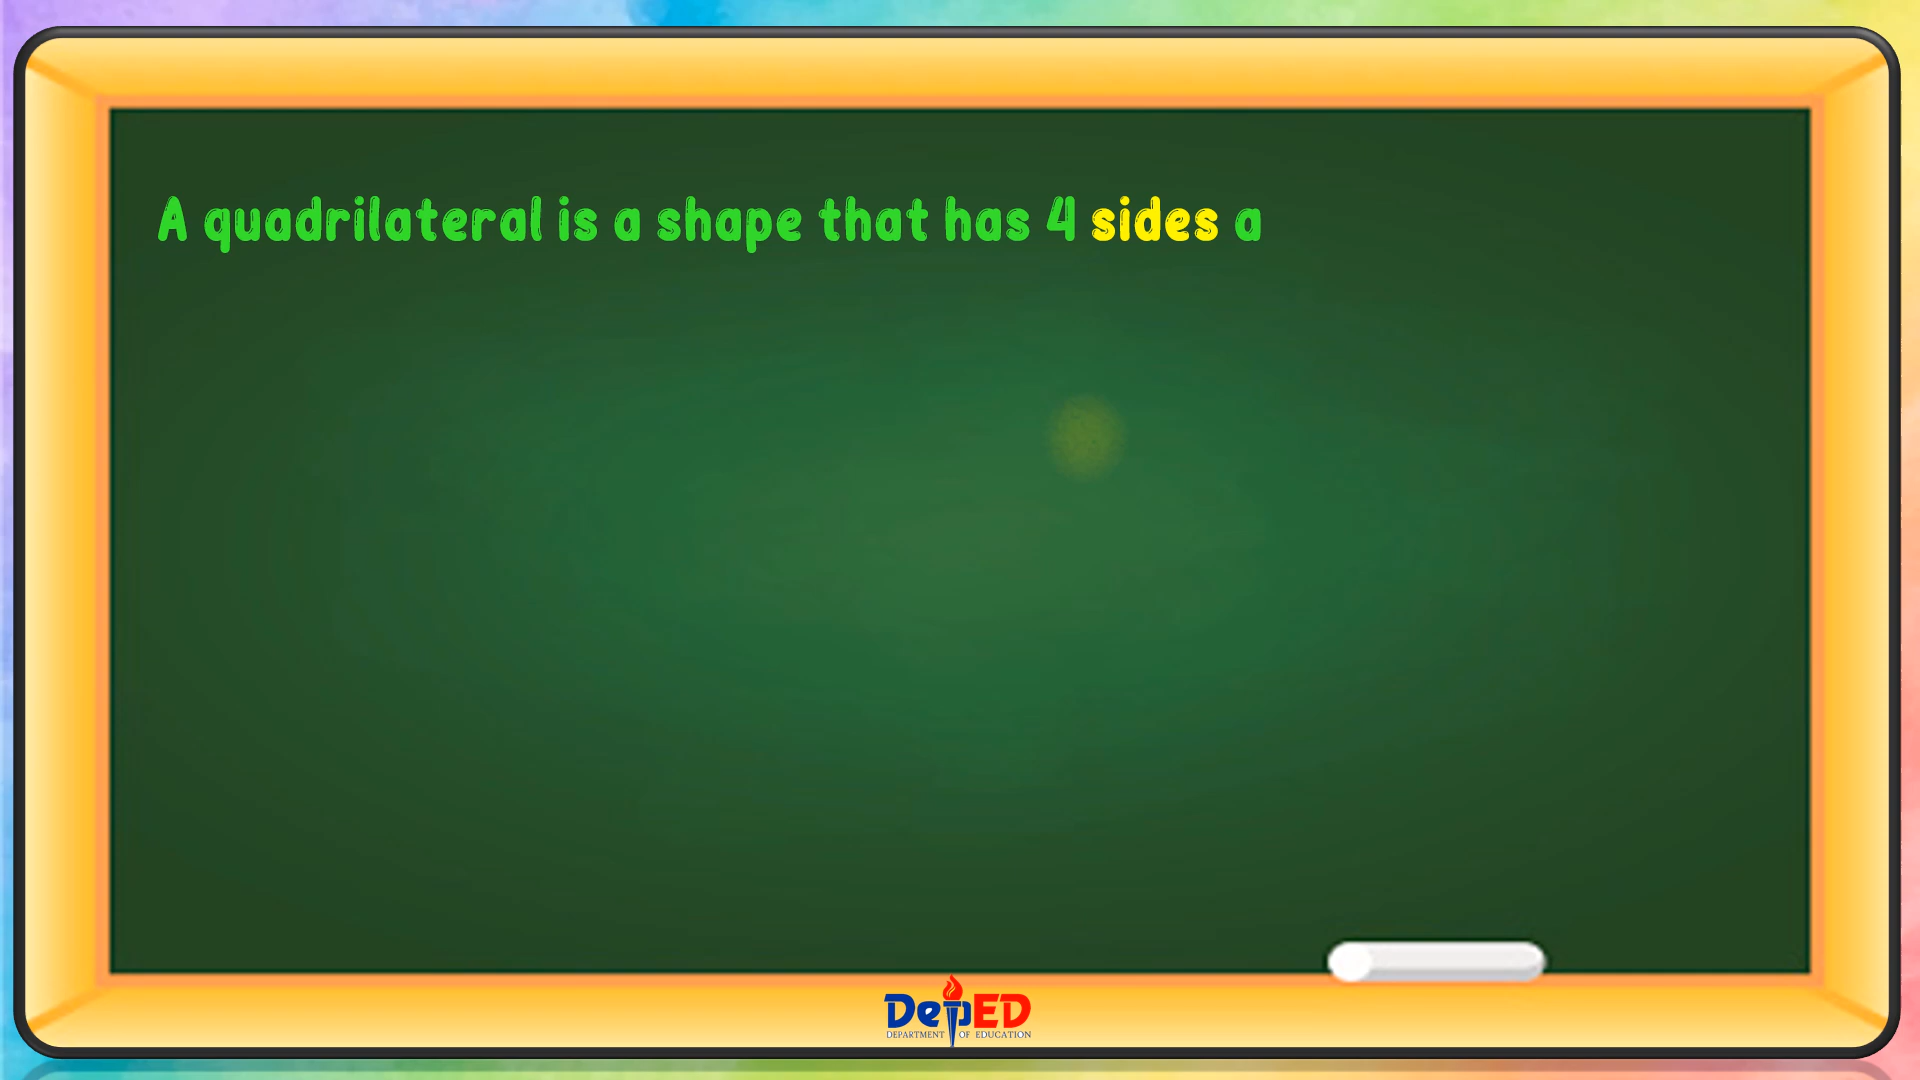 A quadrilateral is a shape that has 4 sides a
DepED
DEPARTMENT OF EDUCATION